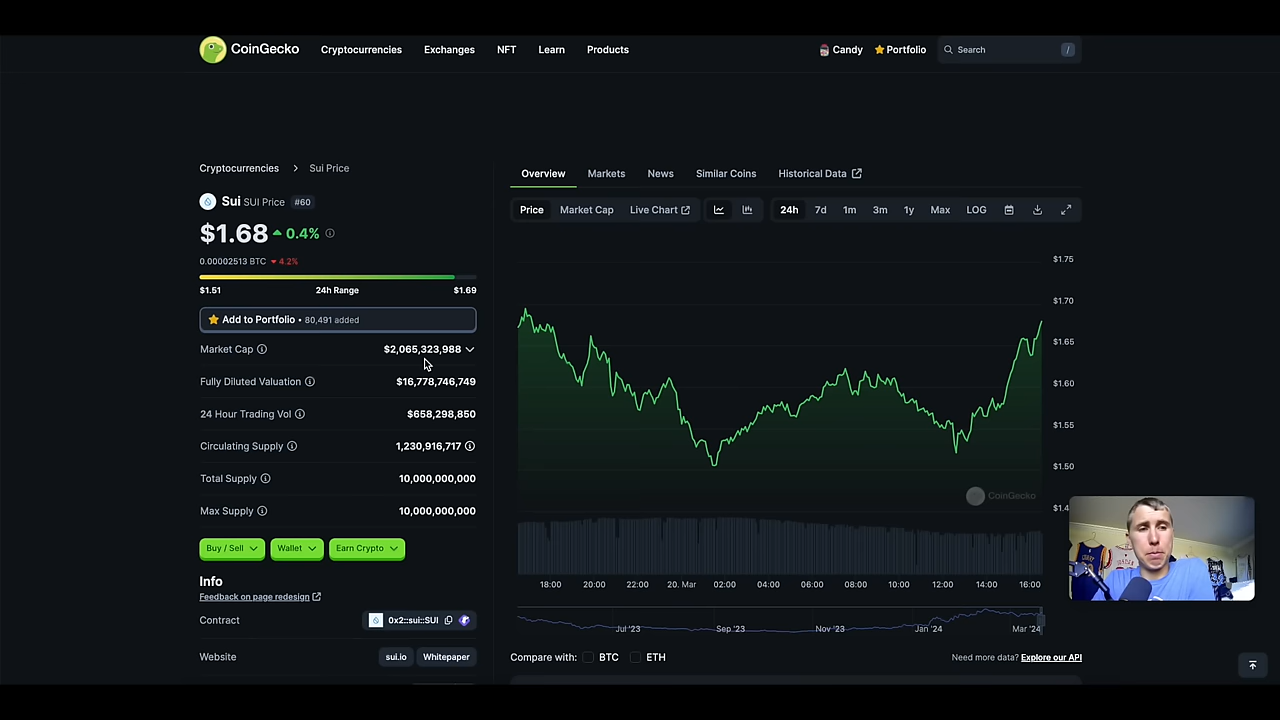 CoinGecko Cryptocurrencies Exchanges NFT Learn Products Candy Portfolio Search /
Cryptocurrencies > Sui Price
Sui SUI Price #60
$1.68 0.4%
0.00002513 BTC 4.2%
$1.51 24h Range $1.69
Add to Portfolio • 80,491 added
Market Cap $2,065,323,988
Fully Diluted Valuation $16,778,746,749
24 Hour Trading Vol $658,298,850
Circulating Supply 1,230,916,717
Total Supply 10,000,000,000
Max Supply 10,000,000,000
Buy / Sell Wallet Earn Crypto
Info
Feedback on page redesign
Contract 0x2::sui::SUI
Website sui.io Whitepaper
Overview Markets News Similar Coins Historical Data
Price Market Cap Live Chart 24h 7d 1m 3m 1y Max LOG
$1.75
$1.70
$1.65
$1.60
$1.55
$1.50
$1.4
CoinGecko
18:00 20:00 22:00 20. Mar 02:00 04:00 06:00 08:00 10:00 12:00 14:00 16:00
Jul '23 Sep '23 Nov '23 Jan '24 Mar '24
Compare with: BTC ETH Need more data? Explore our API